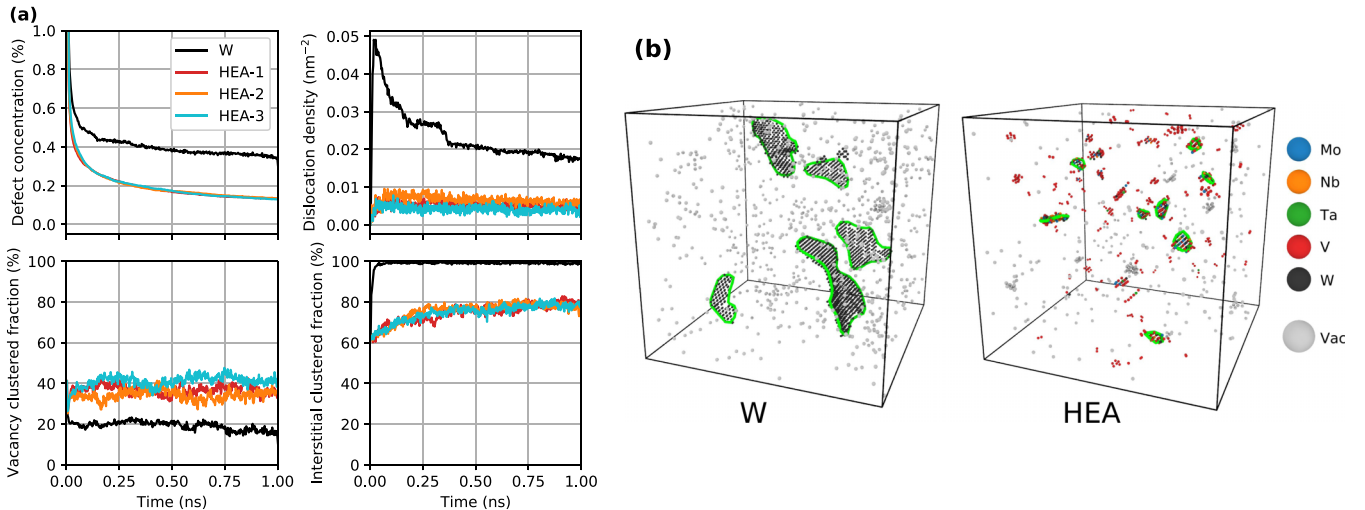 (a)
Defect concentration (%)
1.0
0.8
0.6
0.4
0.2
0.0
W
HEA-1
HEA-2
HEA-3
Dislocation density (nm⁻²)
0.05
0.04
0.03
0.02
0.01
0.00
Vacancy clustered fraction (%)
100
80
60
40
20
0
0.00 0.25 0.50 0.75 1.00
Time (ns)
Interstitial clustered fraction (%)
100
80
60
40
20
0
0.00 0.25 0.50 0.75 1.00
Time (ns)
(b)
W
HEA
Mo
Nb
Ta
V
W
Vac